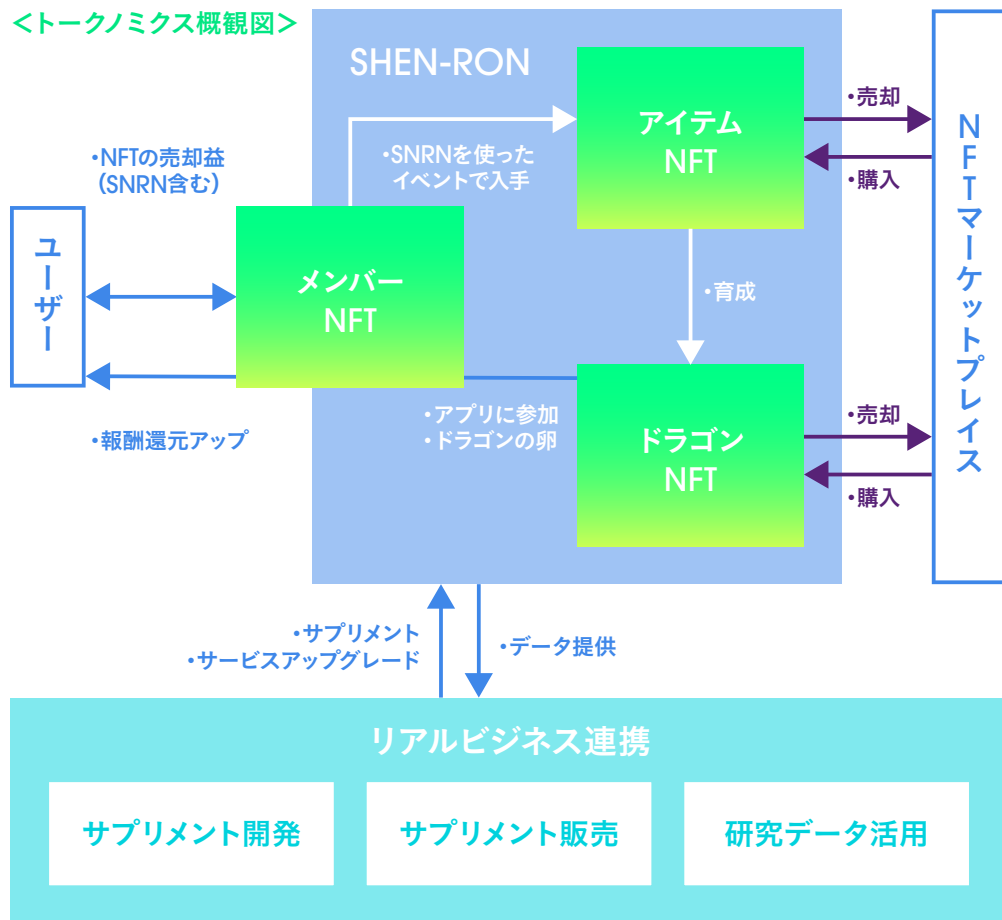 ＜トークノミクス概観図＞
SHEN-RON
アイテム
NFT
・売却
・購入
・NFTの売却益
（SNRN含む）
・SNRNを使った
イベントで入手
ユーザー
メンバー
NFT
・育成
NFTマーケットプレイス
・報酬還元アップ
・アプリに参加
・ドラゴンの卵
ドラゴン
NFT
・売却
・購入
・サプリメント
・サービスアップグレード
・データ提供
リアルビジネス連携
サプリメント開発
サプリメント販売
研究データ活用